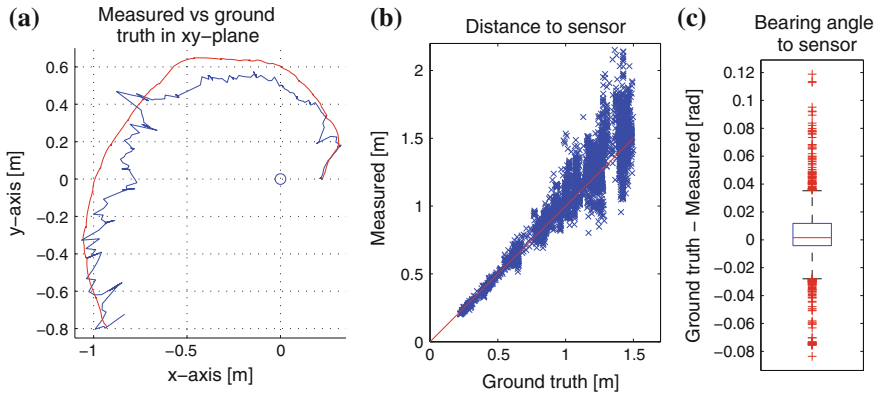 (a)
Measured vs ground
truth in xy−plane
0.6
0.4
0.2
0
−0.2
−0.4
−0.6
−0.8
−1
−0.5
0
y−axis [m]
x−axis [m]
(b)
Distance to sensor
2
1.5
1
0.5
0
0
0.5
1
1.5
Measured [m]
Ground truth [m]
(c)
Bearing angle
to sensor
0.12
0.1
0.08
0.06
0.04
0.02
0
−0.02
−0.04
−0.06
−0.08
Ground truth − Measured [rad]